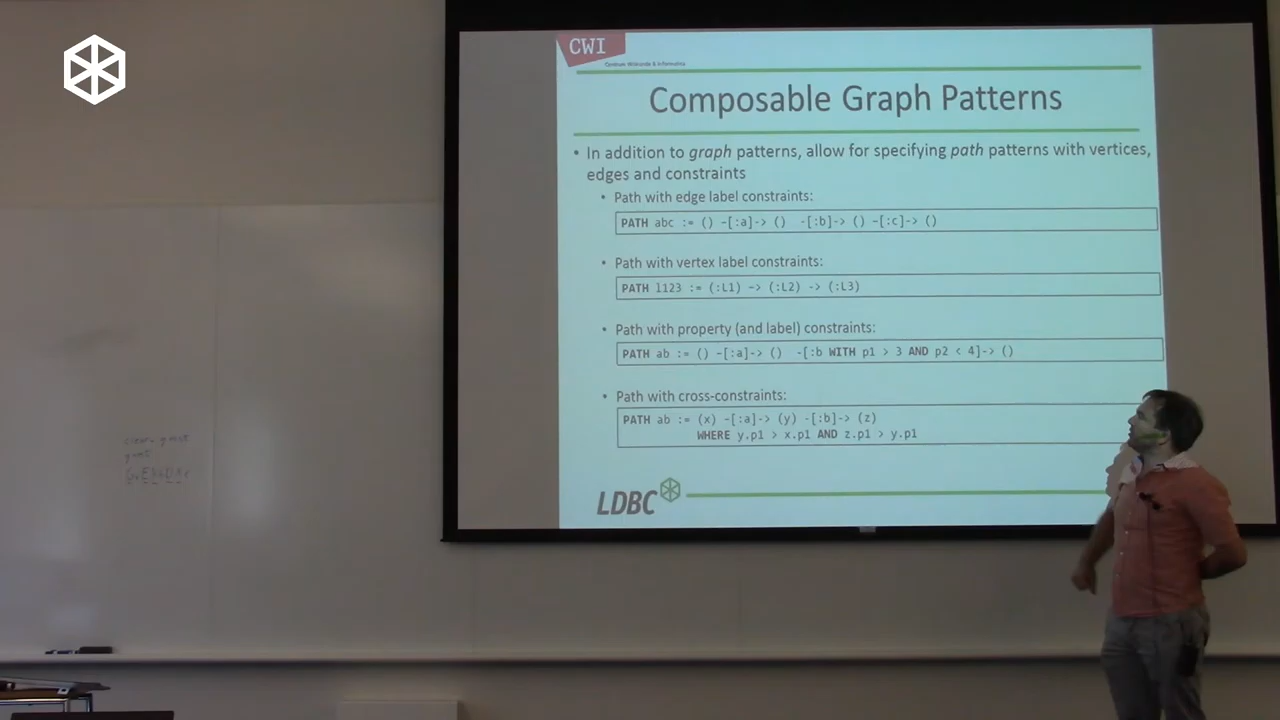 CWI
Centrum Wiskunde & Informatica
Composable Graph Patterns
• In addition to graph patterns, allow for specifying path patterns with vertices,
edges and constraints
• Path with edge label constraints:
PATH abc := () -[:a]-> () -[:b]-> () -[:c]-> ()
• Path with vertex label constraints:
PATH l123 := (:L1) -> (:L2) -> (:L3)
• Path with property (and label) constraints:
PATH ab := () -[:a]-> () -[:b WITH p1 > 3 AND p2 < 4]-> ()
• Path with cross-constraints:
PATH ab := (x) -[:a]-> (y) -[:b]-> (z)
WHERE y.p1 > x.p1 AND z.p1 > y.p1
LDBC